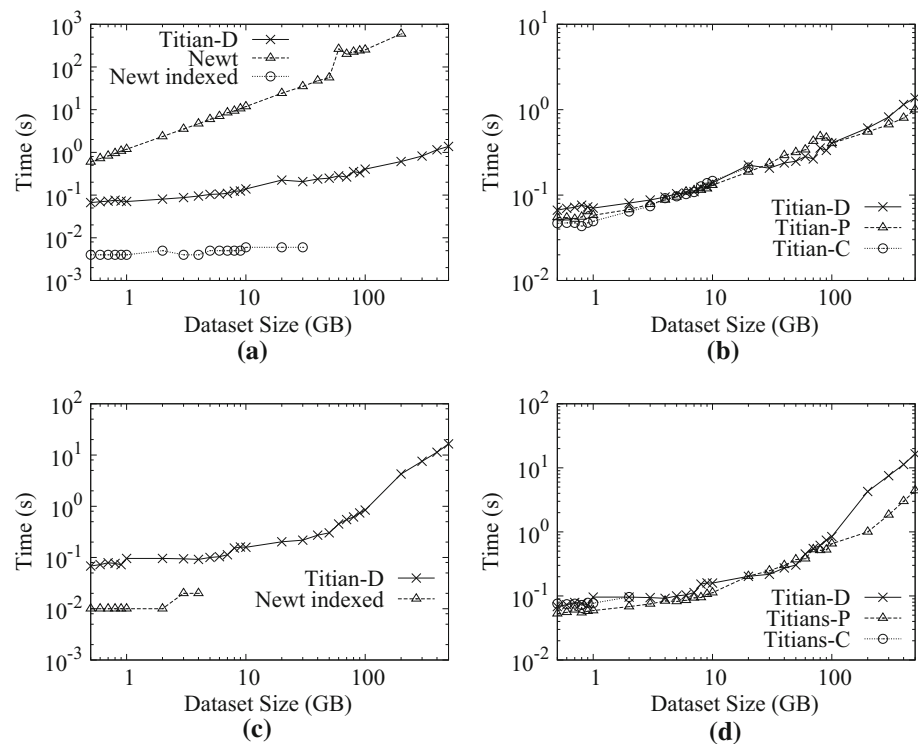 10^3
10^2
10^1
10^0
10^-1
10^-2
10^-3
Time (s)
Titian-D
Newt
Newt indexed
1
10
100
Dataset Size (GB)
(a)
10^1
10^0
10^-1
10^-2
Time (s)
Titian-D
Titian-P
Titian-C
1
10
100
Dataset Size (GB)
(b)
10^2
10^1
10^0
10^-1
10^-2
10^-3
Time (s)
Titian-D
Newt indexed
1
10
100
Dataset Size (GB)
(c)
10^2
10^1
10^0
10^-1
10^-2
Time (s)
Titian-D
Titians-P
Titians-C
1
10
100
Dataset Size (GB)
(d)